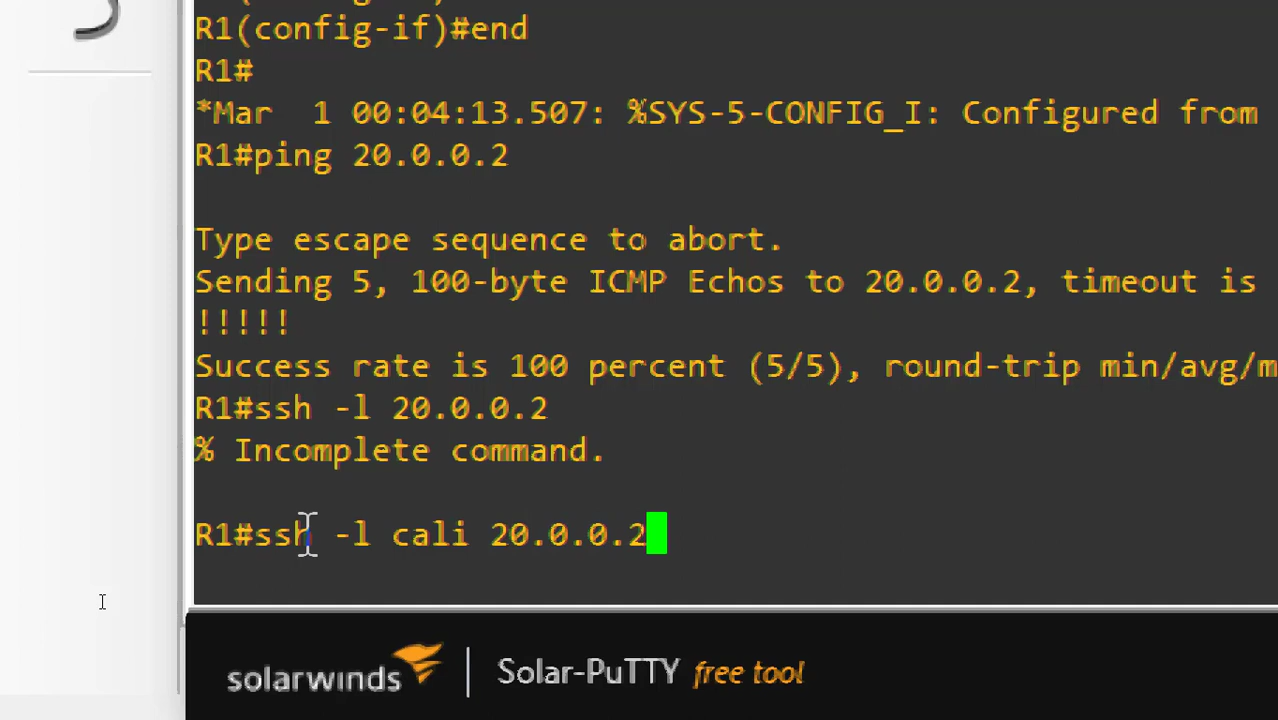 R1(config-if)#end
R1#
*Mar  1 00:04:13.507: %SYS-5-CONFIG_I: Configured from
R1#ping 20.0.0.2
Type escape sequence to abort.
Sending 5, 100-byte ICMP Echos to 20.0.0.2, timeout is
!!!!!
Success rate is 100 percent (5/5), round-trip min/avg/m
R1#ssh -l 20.0.0.2
% Incomplete command.
R1#ssh -l cali 20.0.0.2
solarwinds | Solar-PuTTY free tool